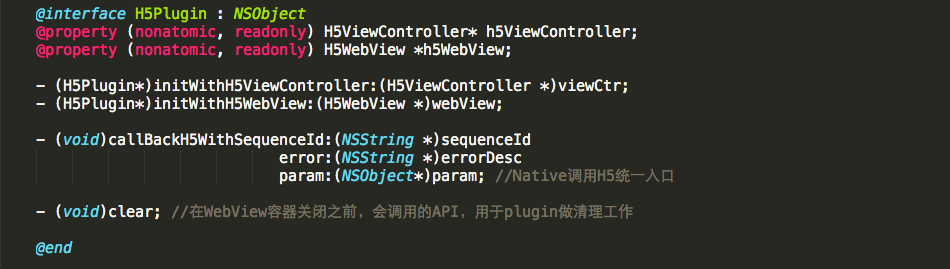 @interface H5Plugin : NSObject
@property (nonatomic, readonly) H5ViewController* h5ViewController;
@property (nonatomic, readonly) H5WebView *h5WebView;
- (H5Plugin*)initWithH5ViewController:(H5ViewController *)viewCtr;
- (H5Plugin*)initWithH5WebView:(H5WebView *)webView;
- (void)callBackH5WithSequenceId:(NSString *)sequenceId
error:(NSString *)errorDesc
param:(NSObject*)param; //Native调用H5统一入口
- (void)clear; //在WebView容器关闭之前，会调用的API，用于plugin做清理工作
@end